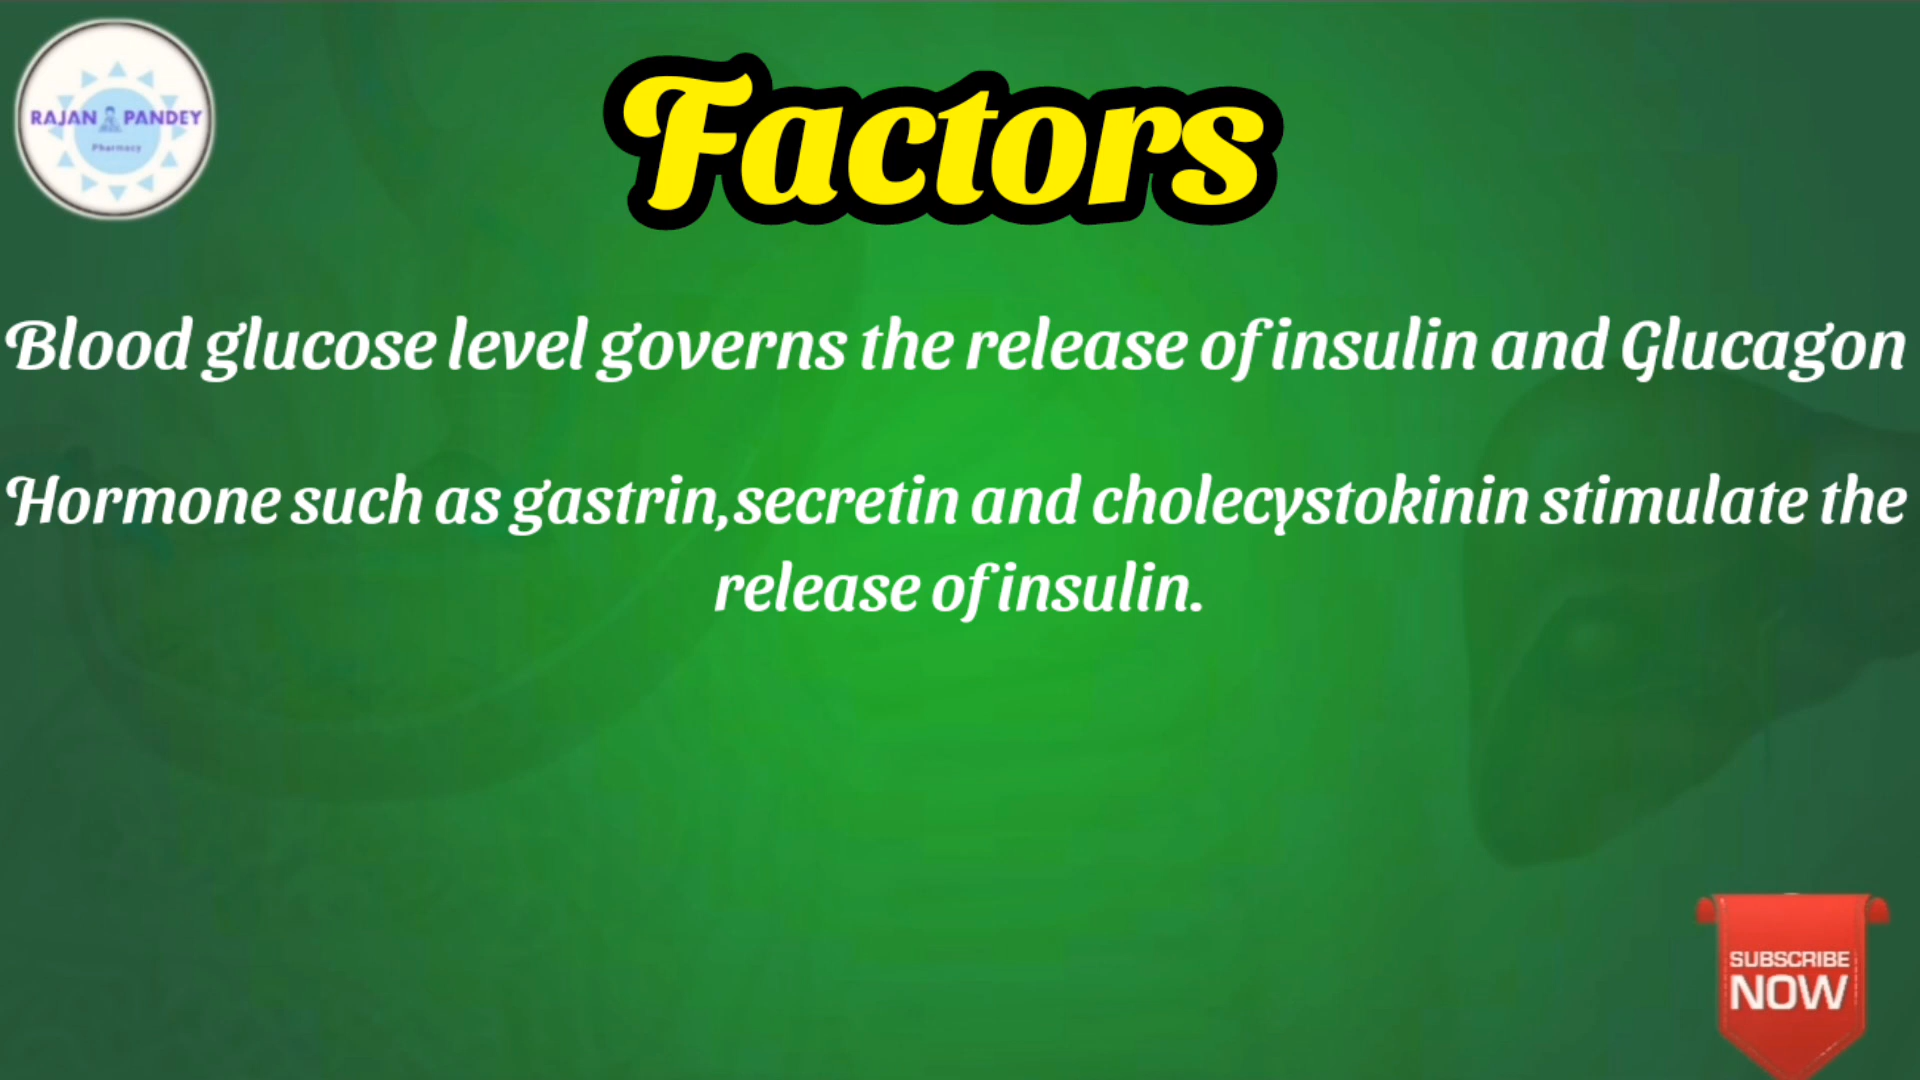 RAJAN PANDEY
Pharmacy
Factors
Blood glucose level governs the release of insulin and Glucagon
Hormone such as gastrin,secretin and cholecystokinin stimulate the
release of insulin.
SUBSCRIBE
NOW